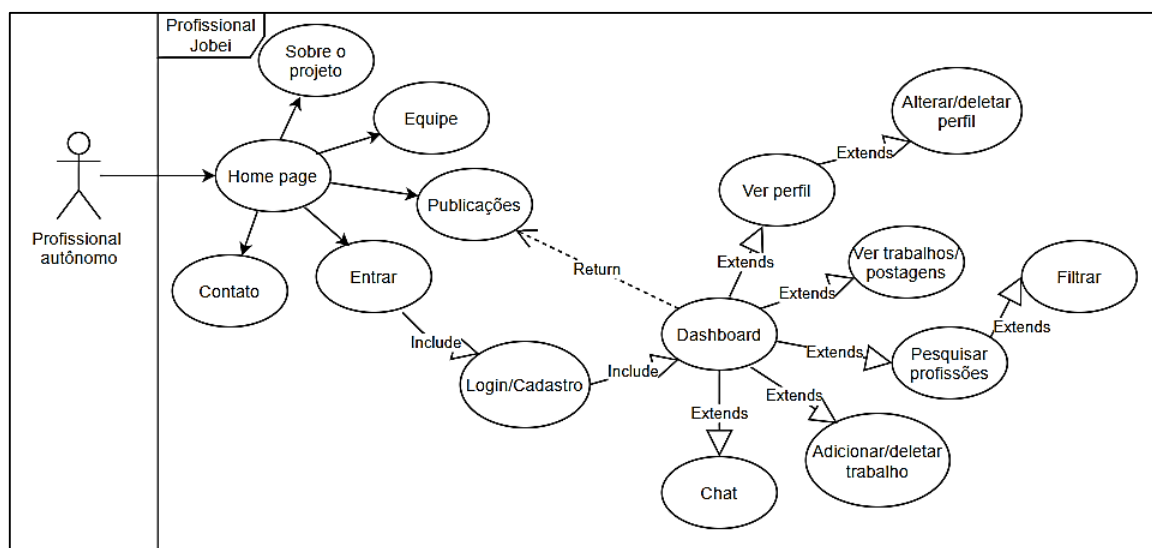 Profissional
Jobei
Sobre o
projeto
Equipe
Home page
Publicações
Profissional
autônomo
Contato
Entrar
Include
Login/Cadastro
Include
Return
Dashboard
Extends
Ver perfil
Extends
Alterar/deletar
perfil
Extends
Ver trabalhos/
postagens
Extends
Pesquisar
profissões
Extends
Filtrar
Extends
Adicionar/deletar
trabalho
Extends
Chat